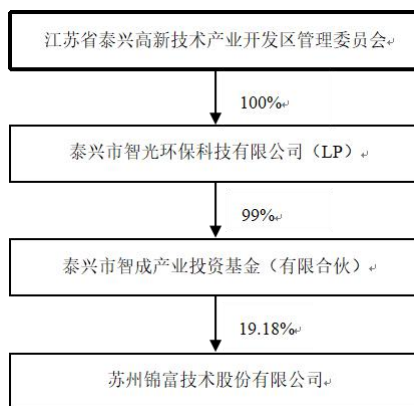 江苏省泰兴高新技术产业开发区管理委员会
100%
泰兴市智光环保科技有限公司（LP）
99%
泰兴市智成产业投资基金（有限合伙）
19.18%
苏州锦富技术股份有限公司